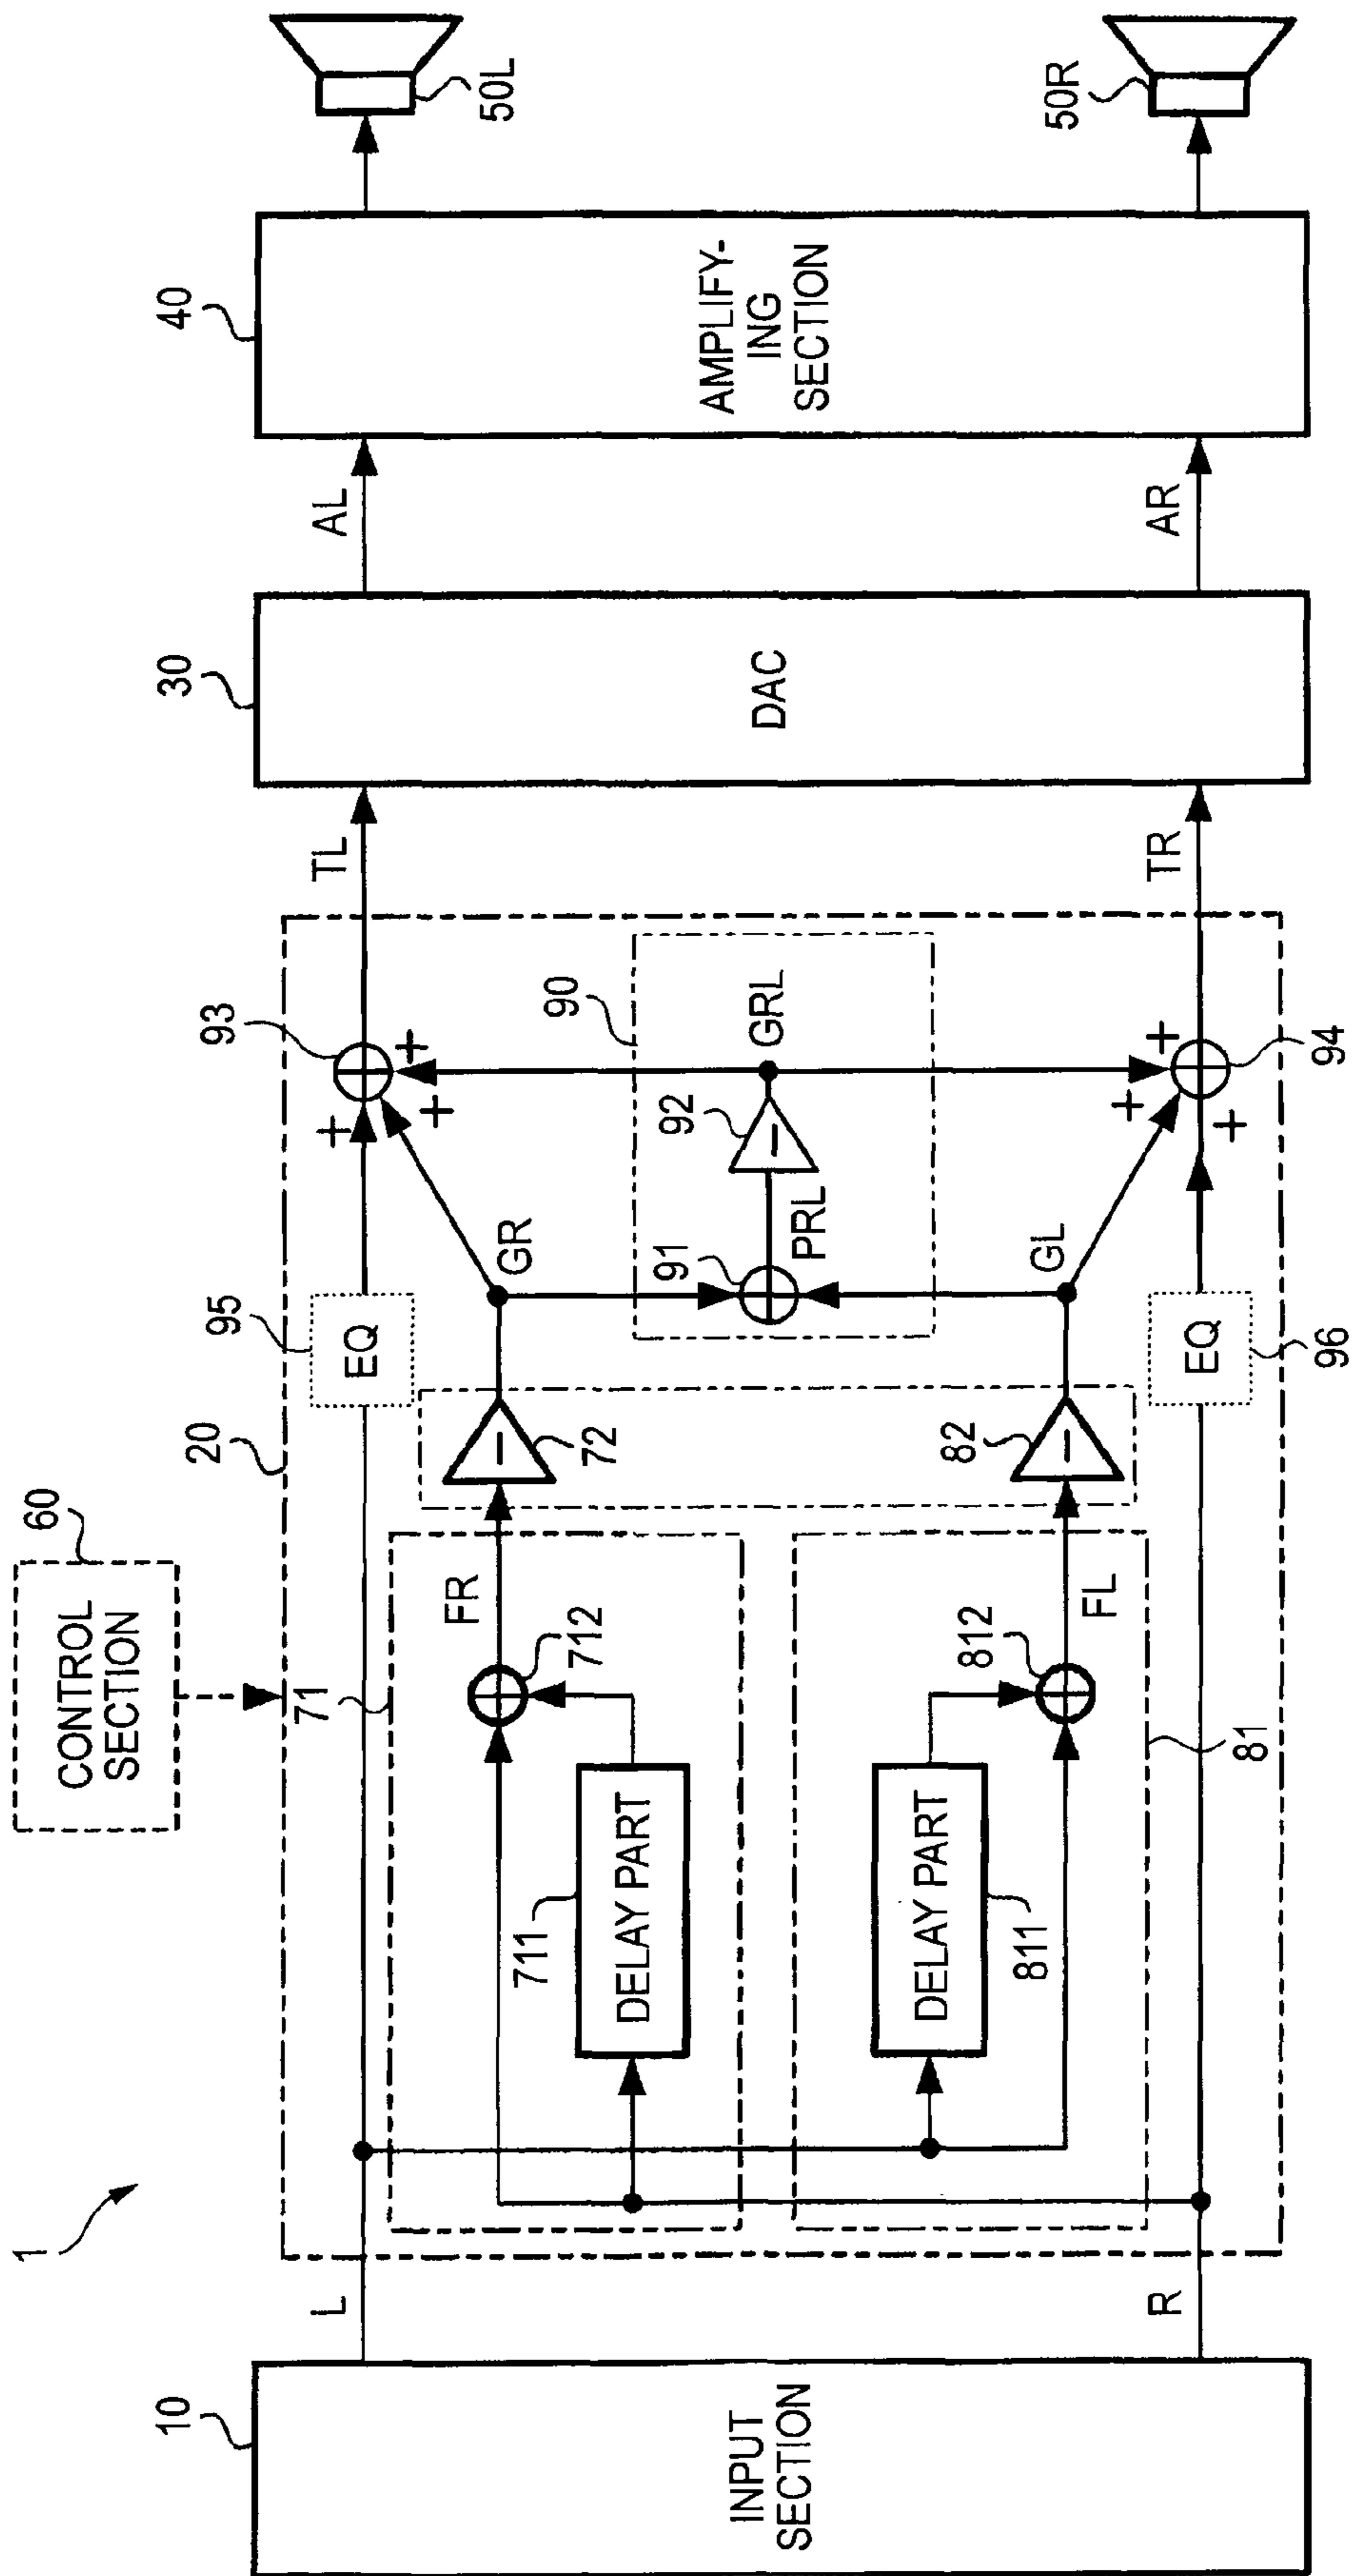 1
10
INPUT
SECTION
L
R
60
CONTROL
SECTION
20
71
711
DELAY PART
712
FR
72
81
811
DELAY PART
812
FL
82
95
EQ
96
EQ
GR
GL
90
91
PRL
92
GRL
93
+
+
+
94
+
+
+
TL
TR
30
DAC
AL
AR
40
AMPLIFY-
ING
SECTION
50L
50R